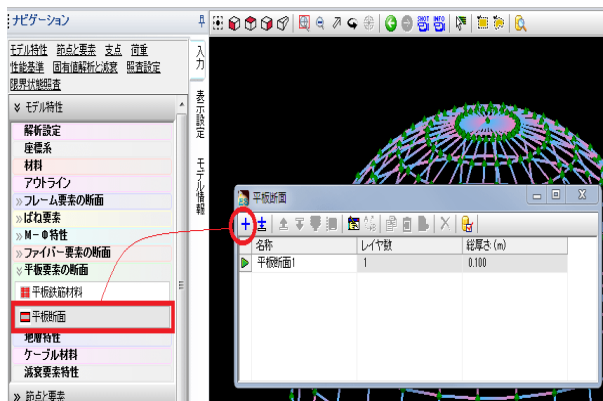 ナビゲーション
モデル特性 節点と要素 支点 荷重
性能基準 固有値解析と減衰 照査設定
限界状態照査
モデル特性
解析設定
座標系
材料
アウトライン
フレーム要素の断面
ばね要素
M-Φ特性
ファイバー要素の断面
平板要素の断面
平板鉄筋材料
平板断面
地層特性
ケーブル材料
減衰要素特性
節点と要素
入力
表示設定
モデル情報
SHOT
INFO
平板断面
名称 レイヤ数 総厚さ(m)
平板断面1 1 0.100